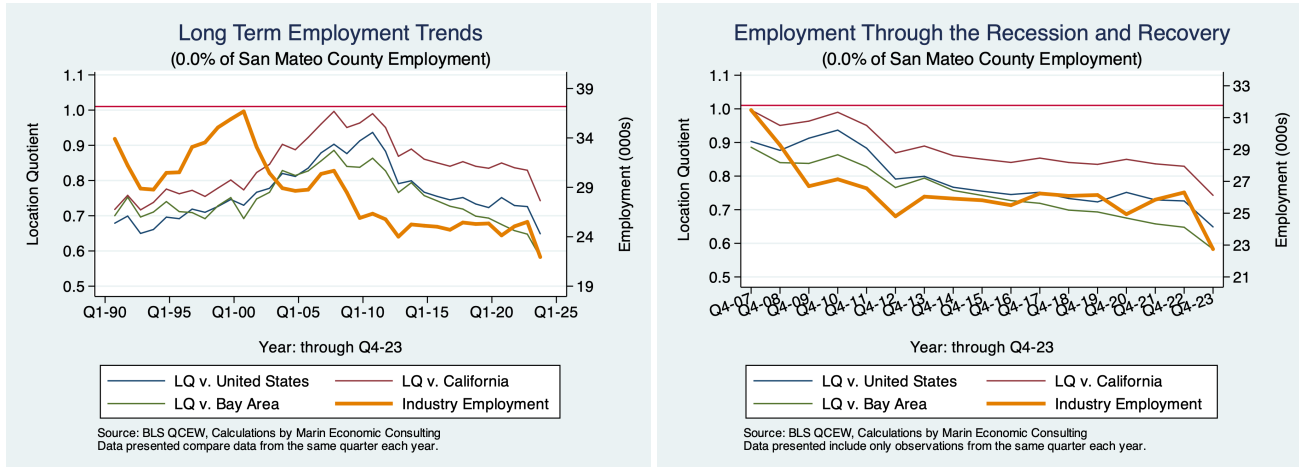 Long Term Employment Trends
(0.0% of San Mateo County Employment)
1.1
1.0
0.9
0.8
0.7
0.6
0.5
Location Quotient
39
34
29
24
19
Employment (000s)
Q1-90 Q1-95 Q1-00 Q1-05 Q1-10 Q1-15 Q1-20 Q1-25
Year: through Q4-23
LQ v. United States LQ v. California
LQ v. Bay Area Industry Employment
Source: BLS QCEW, Calculations by Marin Economic Consulting
Data presented compare data from the same quarter each year.
Employment Through the Recession and Recovery
(0.0% of San Mateo County Employment)
1.1
1.0
0.9
0.8
0.7
0.6
0.5
Location Quotient
33
31
29
27
25
23
21
Employment (000s)
Q4-07 Q4-08 Q4-09 Q4-10 Q4-11 Q4-12 Q4-13 Q4-14 Q4-15 Q4-16 Q4-17 Q4-18 Q4-19 Q4-20 Q4-21 Q4-22 Q4-23
Year: through Q4-23
LQ v. United States LQ v. California
LQ v. Bay Area Industry Employment
Source: BLS QCEW, Calculations by Marin Economic Consulting
Data presented include only observations from the same quarter each year.